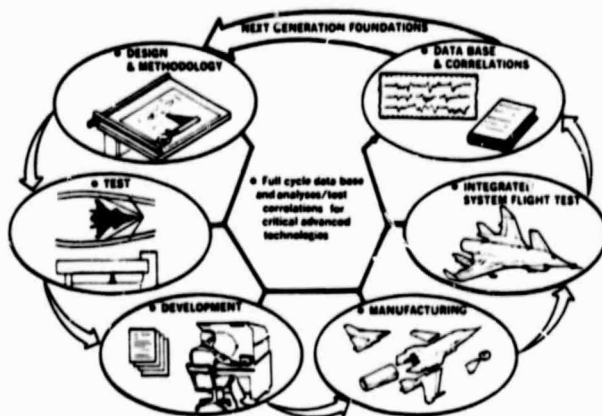 NEXT GENERATION FOUNDATIONS
• DESIGN
& METHODOLOGY
• DATA BASE
& CORRELATIONS
• TEST
• Full cycle data base
and analyses/test
correlations for
critical advanced
technologies
• INTEGRATED
SYSTEM FLIGHT TEST
• DEVELOPMENT
• MANUFACTURING